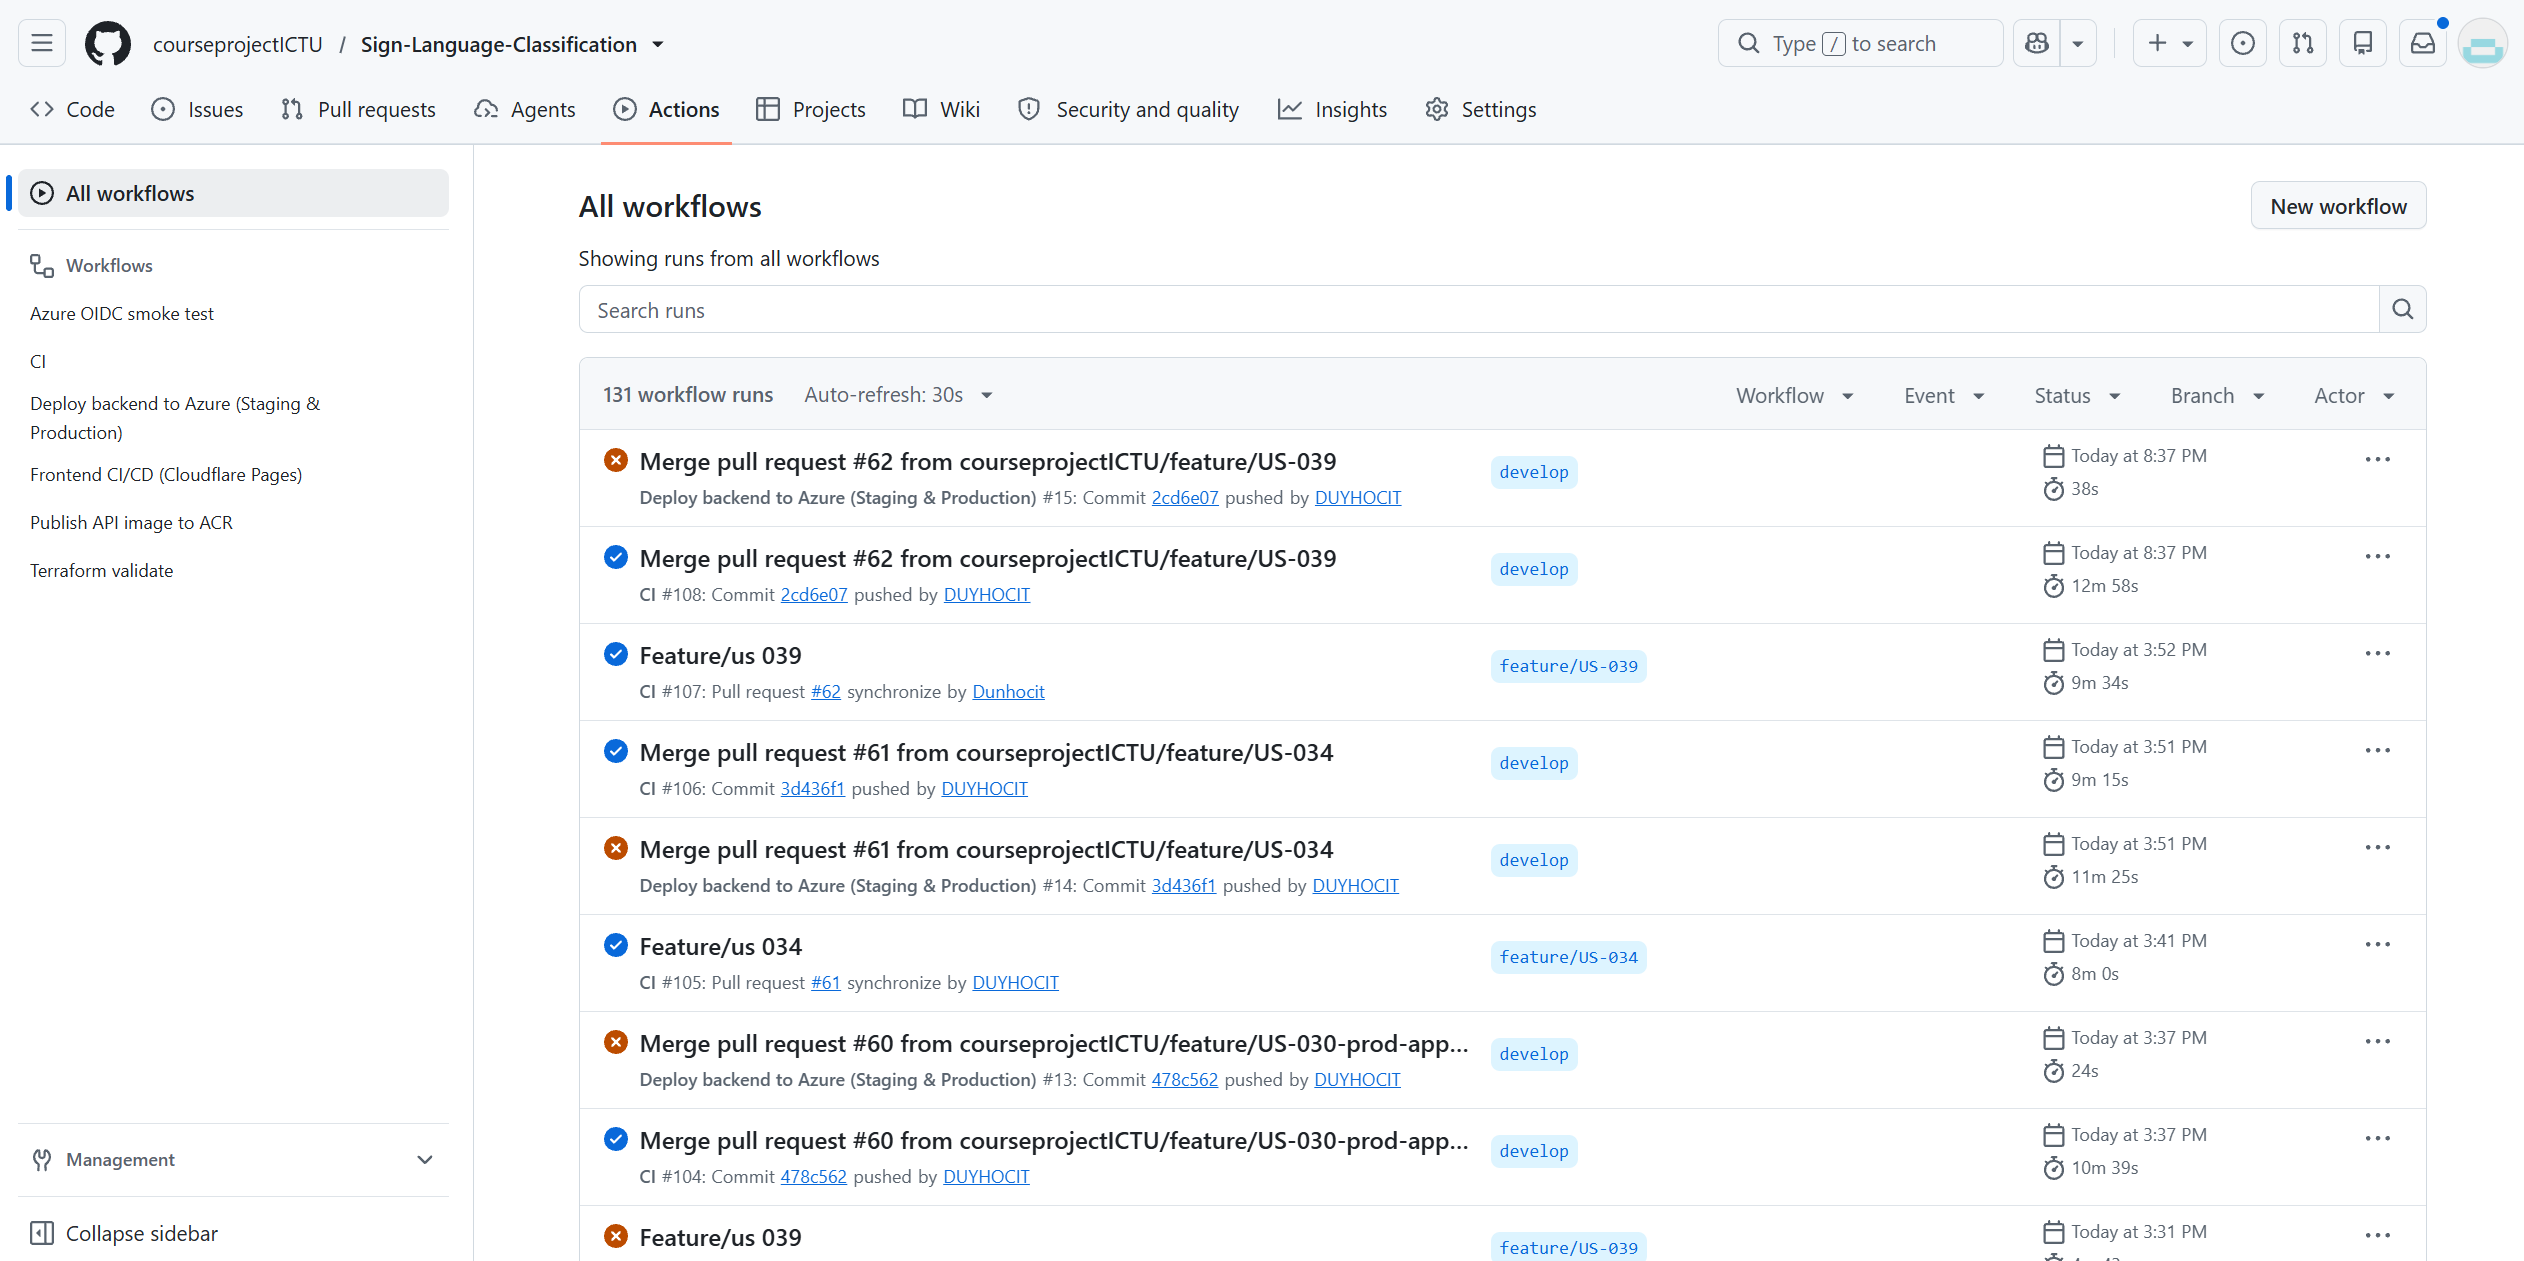 courseprojectICTU / Sign-Language-Classification
Type / to search
Code
Issues
Pull requests
Agents
Actions
Projects
Wiki
Security and quality
Insights
Settings
All workflows
Workflows
Azure OIDC smoke test
CI
Deploy backend to Azure (Staging &
Production)
Frontend CI/CD (Cloudflare Pages)
Publish API image to ACR
Terraform validate
Management
Collapse sidebar
All workflows
New workflow
Showing runs from all workflows
Search runs
131 workflow runs
Auto-refresh: 30s
Workflow
Event
Status
Branch
Actor
Merge pull request #62 from courseprojectICTU/feature/US-039
Deploy backend to Azure (Staging & Production) #15: Commit 2cd6e07 pushed by DUYHOCIT
develop
Today at 8:37 PM
38s
Merge pull request #62 from courseprojectICTU/feature/US-039
CI #108: Commit 2cd6e07 pushed by DUYHOCIT
develop
Today at 8:37 PM
12m 58s
Feature/us 039
CI #107: Pull request #62 synchronize by Dunhocit
feature/US-039
Today at 3:52 PM
9m 34s
Merge pull request #61 from courseprojectICTU/feature/US-034
CI #106: Commit 3d436f1 pushed by DUYHOCIT
develop
Today at 3:51 PM
9m 15s
Merge pull request #61 from courseprojectICTU/feature/US-034
Deploy backend to Azure (Staging & Production) #14: Commit 3d436f1 pushed by DUYHOCIT
develop
Today at 3:51 PM
11m 25s
Feature/us 034
CI #105: Pull request #61 synchronize by DUYHOCIT
feature/US-034
Today at 3:41 PM
8m 0s
Merge pull request #60 from courseprojectICTU/feature/US-030-prod-app...
Deploy backend to Azure (Staging & Production) #13: Commit 478c562 pushed by DUYHOCIT
develop
Today at 3:37 PM
24s
Merge pull request #60 from courseprojectICTU/feature/US-030-prod-app...
CI #104: Commit 478c562 pushed by DUYHOCIT
develop
Today at 3:37 PM
10m 39s
Feature/us 039
feature/US-039
Today at 3:31 PM